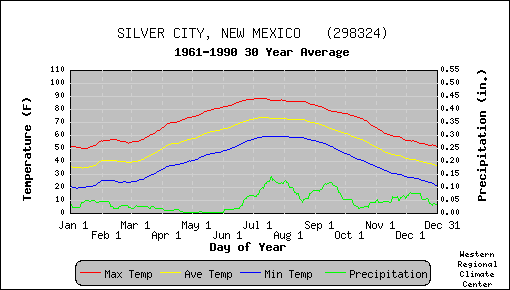 SILVER CITY, NEW MEXICO (298324)
1961-1990 30 Year Average
Temperature (F)
110
100
90
80
70
60
50
40
30
20
10
0
0.55
0.50
0.45
0.40
0.35
0.30
0.25
0.20
0.15
0.10
0.05
0.00
Precipitation (in.)
Jan 1 Mar 1 May 1 Jul 1 Sep 1 Nov 1 Dec 31
Feb 1 Apr 1 Jun 1 Aug 1 Oct 1 Dec 1
Day of Year
Max Temp Ave Temp Min Temp Precipitation
Western
Regional
Climate
Center